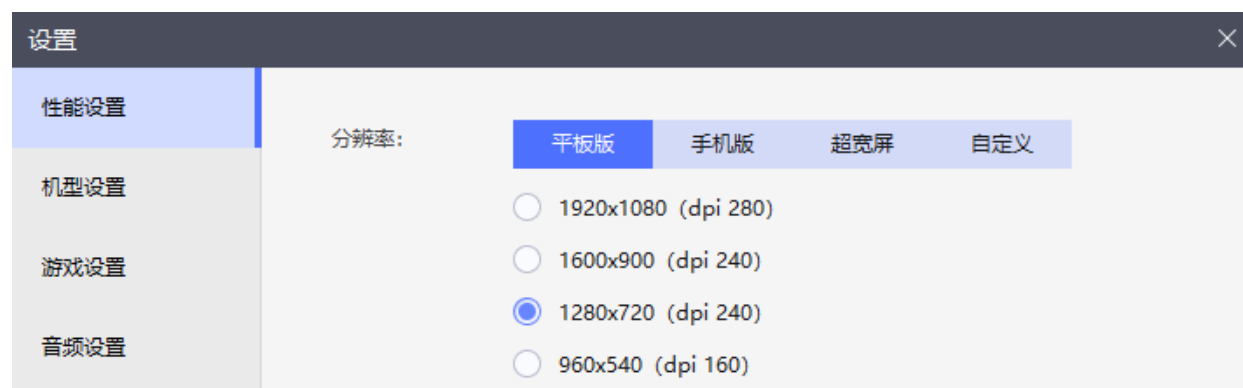 设置
性能设置
机型设置
游戏设置
音频设置
分辨率:
平板版 手机版 超宽屏 自定义
1920x1080 (dpi 280)
1600x900 (dpi 240)
1280x720 (dpi 240)
960x540 (dpi 160)